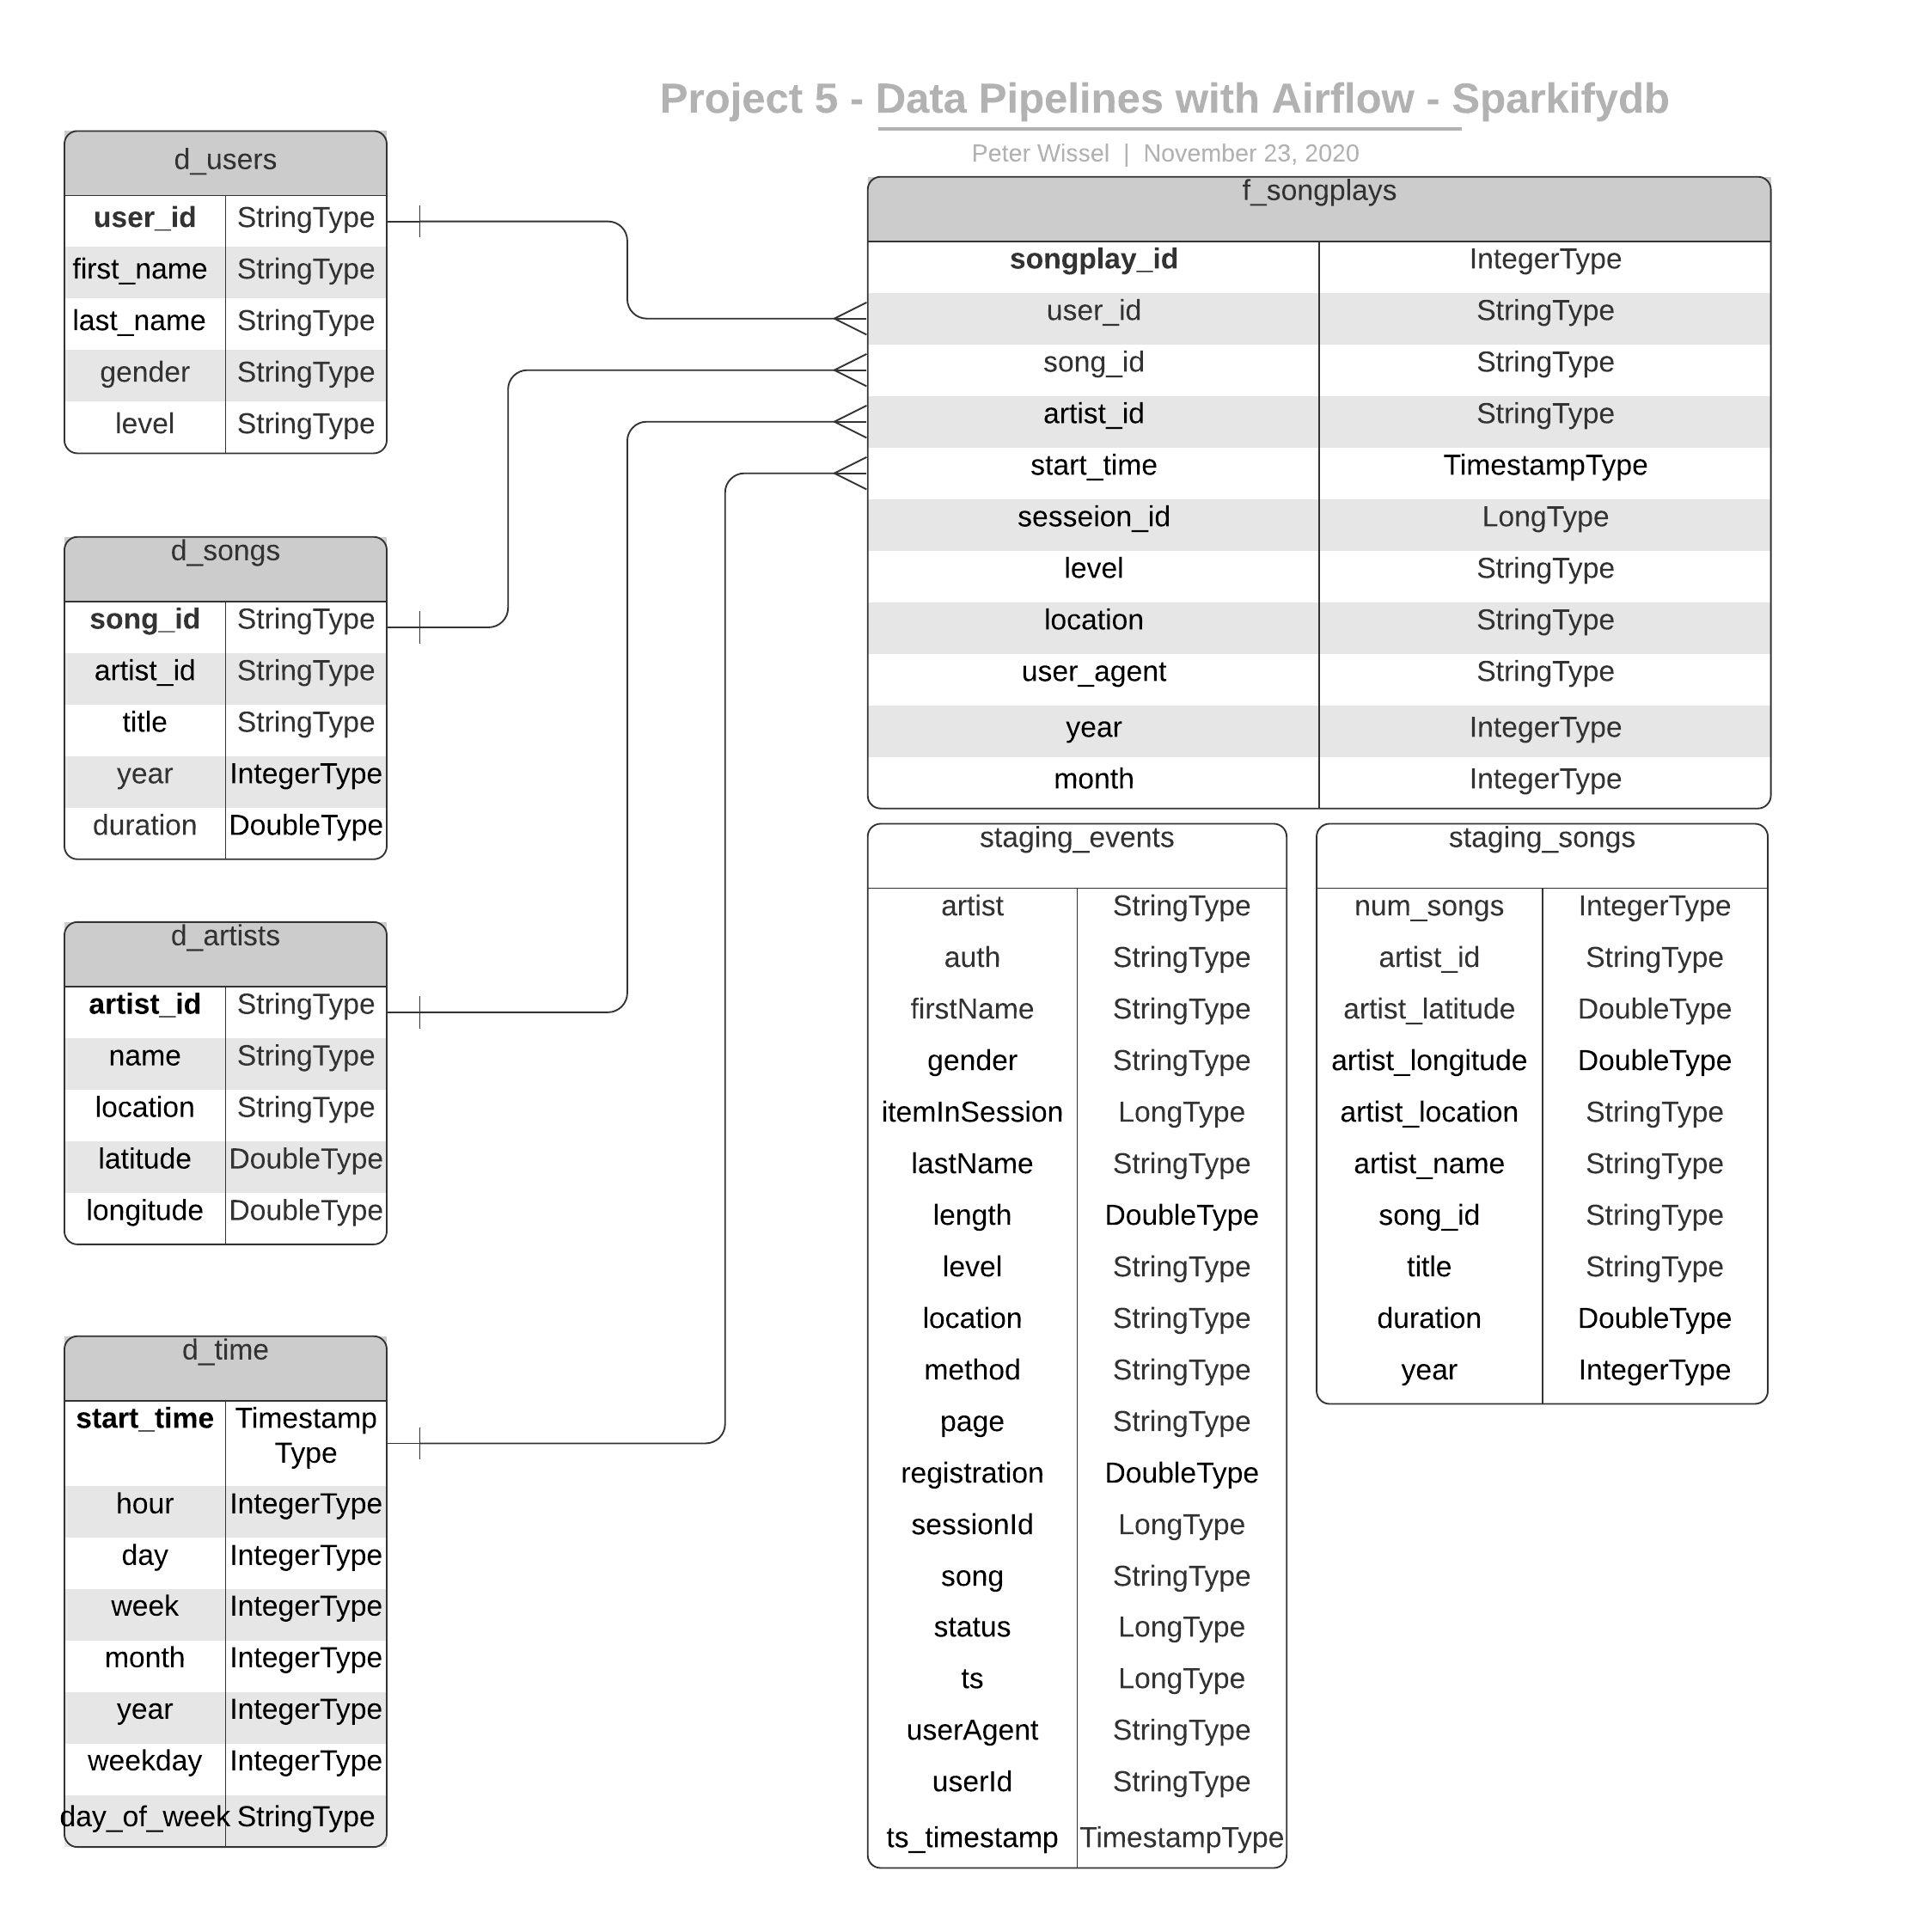 Project 5 - Data Pipelines with Airflow - Sparkifydb
Peter Wissel | November 23, 2020
d_users
user_id StringType
first_name StringType
last_name StringType
gender StringType
level StringType
d_songs
song_id StringType
artist_id StringType
title StringType
year IntegerType
duration DoubleType
d_artists
artist_id StringType
name StringType
location StringType
latitude DoubleType
longitude DoubleType
d_time
start_time Timestamp
Type
hour IntegerType
day IntegerType
week IntegerType
month IntegerType
year IntegerType
weekday IntegerType
day_of_week StringType
f_songplays
songplay_id IntegerType
user_id StringType
song_id StringType
artist_id StringType
start_time TimestampType
sesseion_id LongType
level StringType
location StringType
user_agent StringType
year IntegerType
month IntegerType
staging_events
artist StringType
auth StringType
firstName StringType
gender StringType
itemInSession LongType
lastName StringType
length DoubleType
level StringType
location StringType
method StringType
page StringType
registration DoubleType
sessionId LongType
song StringType
status LongType
ts LongType
userAgent StringType
userId StringType
ts_timestamp TimestampType
staging_songs
num_songs IntegerType
artist_id StringType
artist_latitude DoubleType
artist_longitude DoubleType
artist_location StringType
artist_name StringType
song_id StringType
title StringType
duration DoubleType
year IntegerType